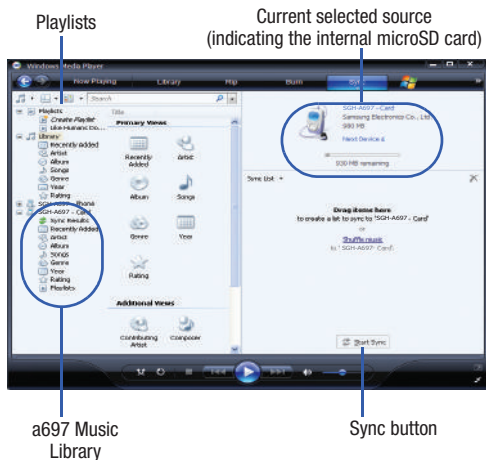 Playlists
Current selected source
(indicating the internal microSD card)
Windows Media Player
Now Playing
Library
Rip
Burn
Sync
Search
Playlists
Create Playlist
Library
Recently Added
Artist
Album
Songs
Genre
Year
Rating
SGH-A697 - Phone
SGH-A697 - Card
Sync Results
Recently Added
Artist
Album
Songs
Genre
Year
Rating
Playlists
Title
Primary Views
Recently
Added
Artist
Album
Songs
Genre
Year
Rating
Additional Views
Contributing
Artist
Composer
SGH-A697 - Card
Samsung Electronics Co., Ltd
980 MB
Next Device
930 MB remaining
Sync List
Drag items here
to create a list to sync to 'SGH-A697 - Card'
or
Shuffle music
to 'SGH-A697- Card'.
Start Sync
a697 Music
Library
Sync button